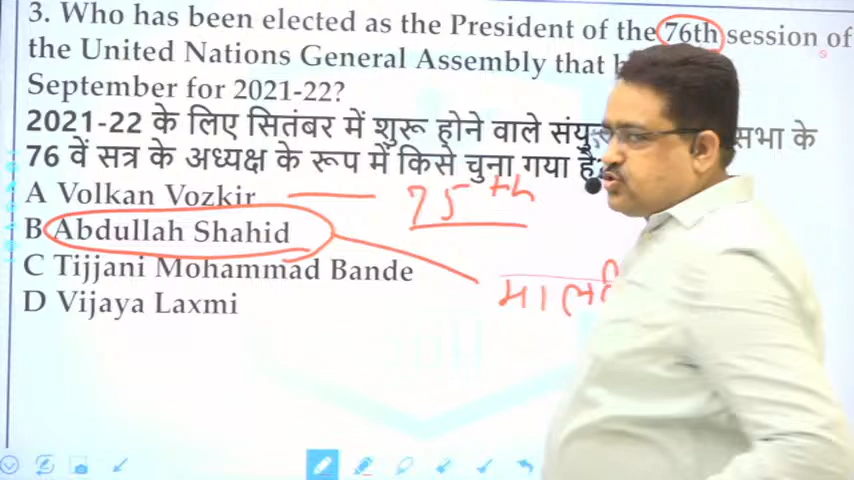 3. Who has been elected as the President of the 76th session of
the United Nations General Assembly that
September for 2021-22?
2021-22 के लिए सितंबर में शुरू होने वाले सभा के
76 वें सत्र के अध्यक्ष के रूप में किसे चुना गया है
A Volkan Vozkir
75th
B Abdullah Shahid
C Tijjani Mohammad Bande
D Vijaya Laxmi